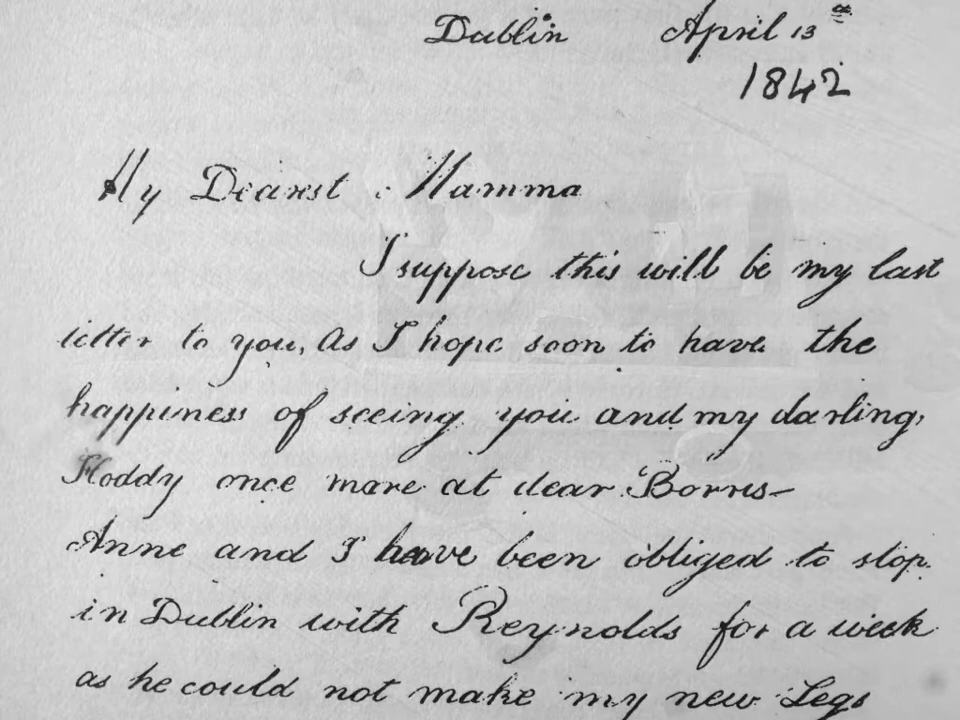 Dublin April 13th
1842
My Dearest Mamma
I suppose this will be my last
letter to you, as I hope soon to have the
happiness of seeing you and my darling
Hoddy once more at dear Borris—
Anne and I have been obliged to stop
in Dublin with Reynolds for a week
as he could not make my new Legs